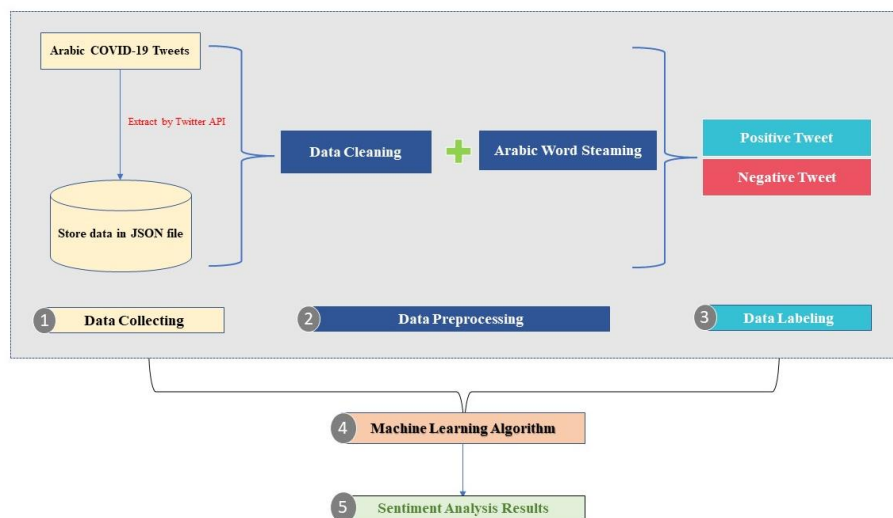 Arabic COVID-19 Tweets
Extract by Twitter API
Store data in JSON file
Data Cleaning
Arabic Word Steaming
Positive Tweet
Negative Tweet
1 Data Collecting
2 Data Preprocessing
3 Data Labeling
4 Machine Learning Algorithm
5 Sentiment Analysis Results